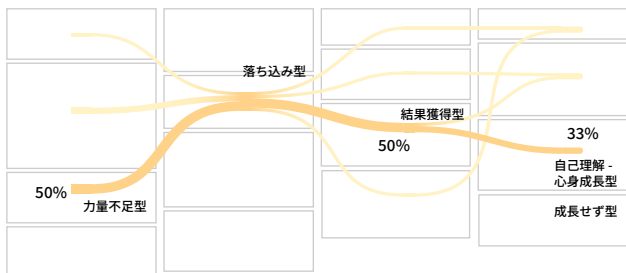 落ち込み型
結果獲得型
50%
33%
自己理解 -
心身成長型
50%
力量不足型
成長せず型